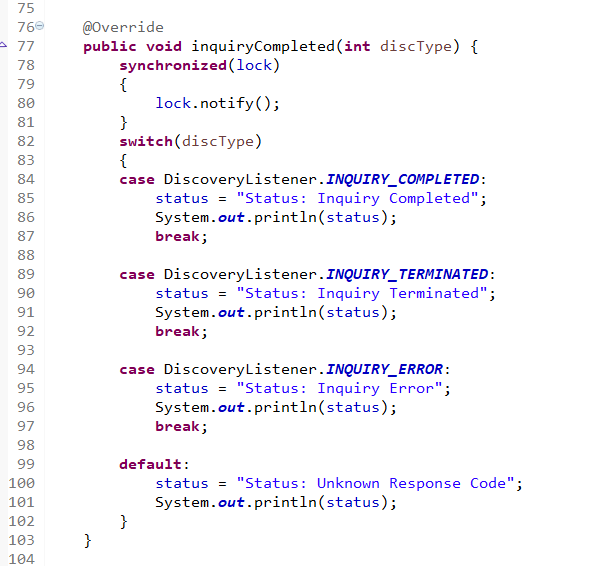 75
76 @Override
77 public void inquiryCompleted(int discType) {
78 synchronized(lock)
79 {
80 lock.notify();
81 }
82 switch(discType)
83 {
84 case DiscoveryListener.INQUIRY_COMPLETED:
85 status = "Status: Inquiry Completed";
86 System.out.println(status);
87 break;
88
89 case DiscoveryListener.INQUIRY_TERMINATED:
90 status = "Status: Inquiry Terminated";
91 System.out.println(status);
92 break;
93
94 case DiscoveryListener.INQUIRY_ERROR:
95 status = "Status: Inquiry Error";
96 System.out.println(status);
97 break;
98
99 default:
100 status = "Status: Unknown Response Code";
101 System.out.println(status);
102 }
103 }
104